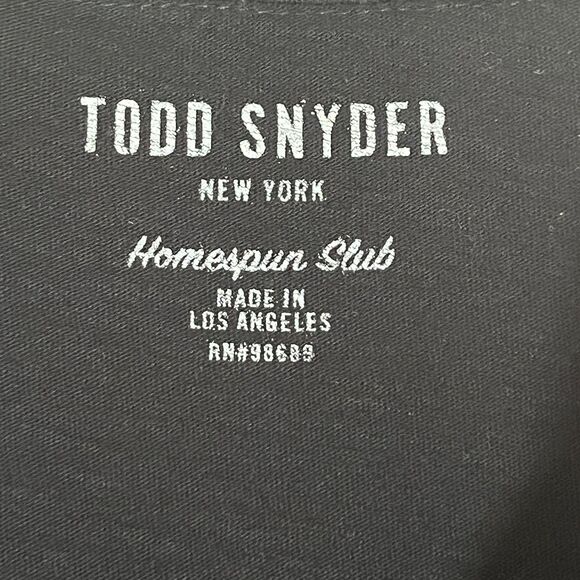 TODD SNYDER
NEW YORK
Homespun Slub
MADE IN
LOS ANGELES
RN#98689